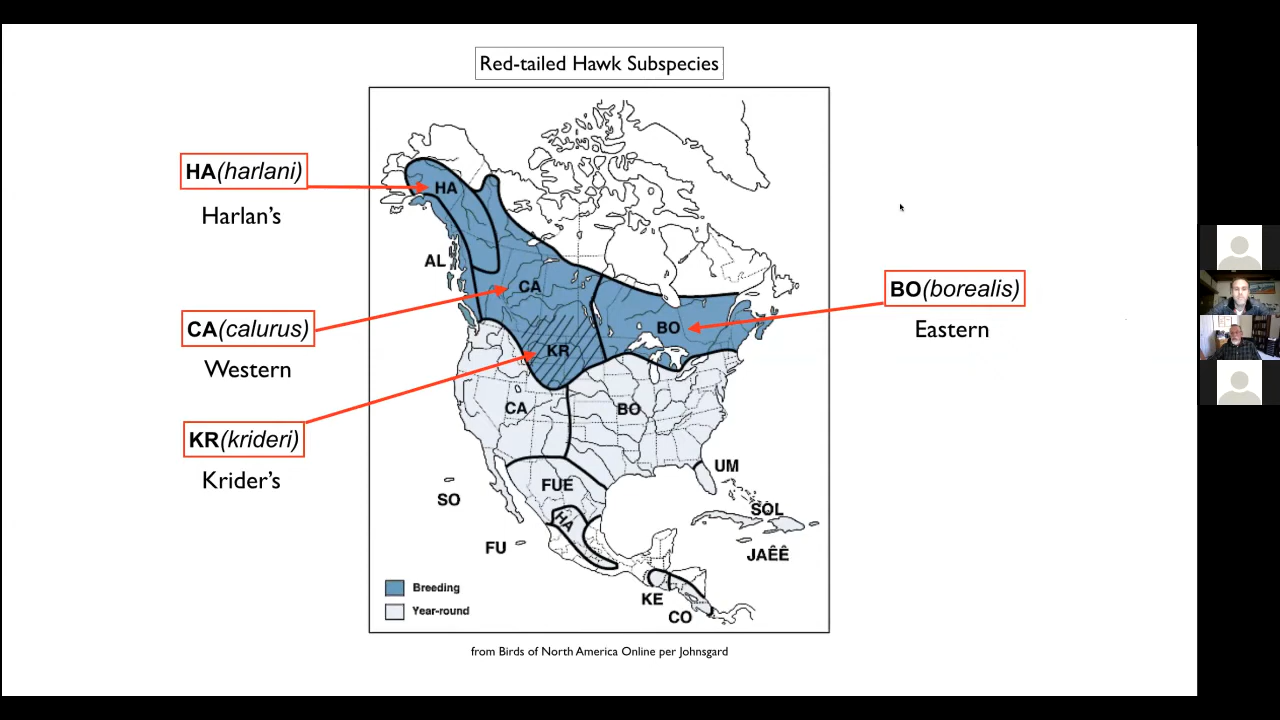 Red-tailed Hawk Subspecies
HA(harlani)
Harlan's
HA
AL
CA
CA(calurus)
Western
BO(borealis)
Eastern
BO
KR
KR(krideri)
Krider's
CA
BO
UM
FUÉ
SO
SOL
HA
FU
JAÊÊ
KE
CO
Breeding
Year-round
from Birds of North America Online per Johnsgard